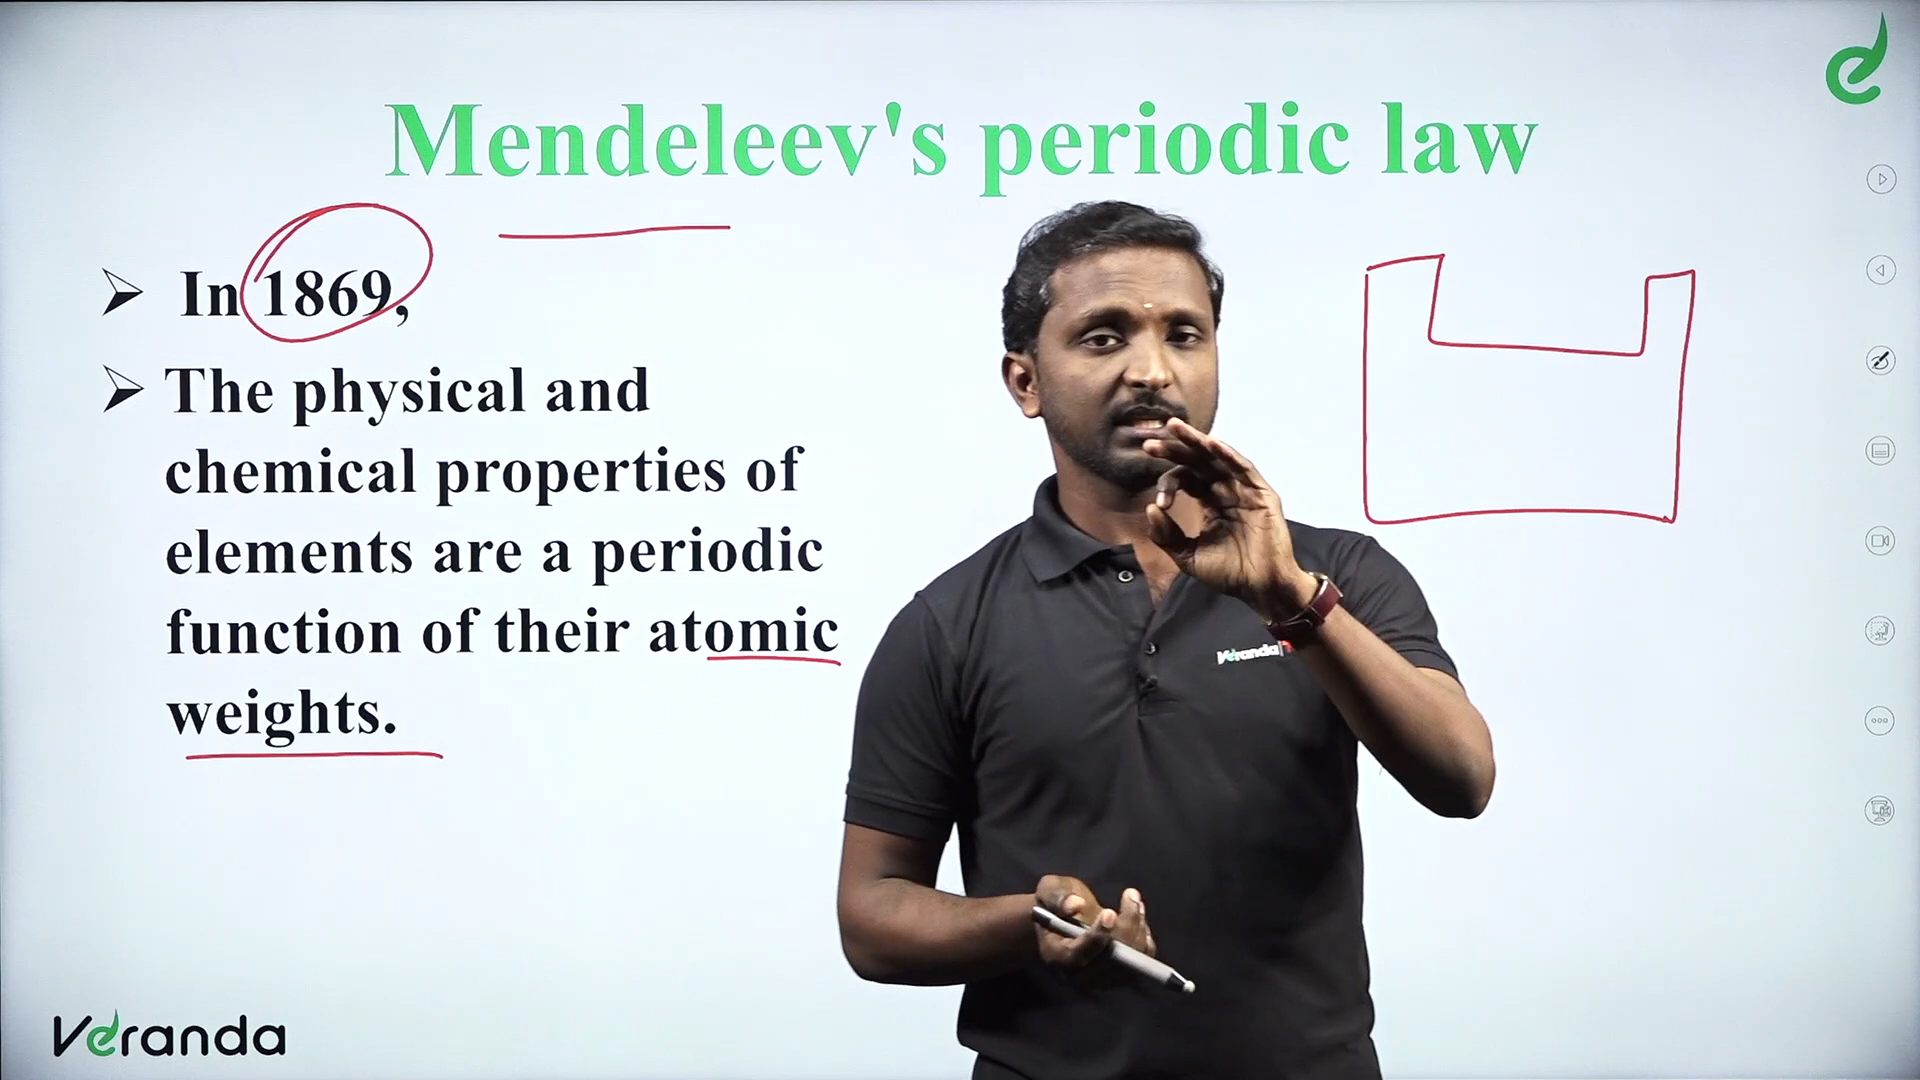 Mendeleev's periodic law
In 1869,
The physical and
chemical properties of
elements are a periodic
function of their atomic
weights.
Veranda
Veranda